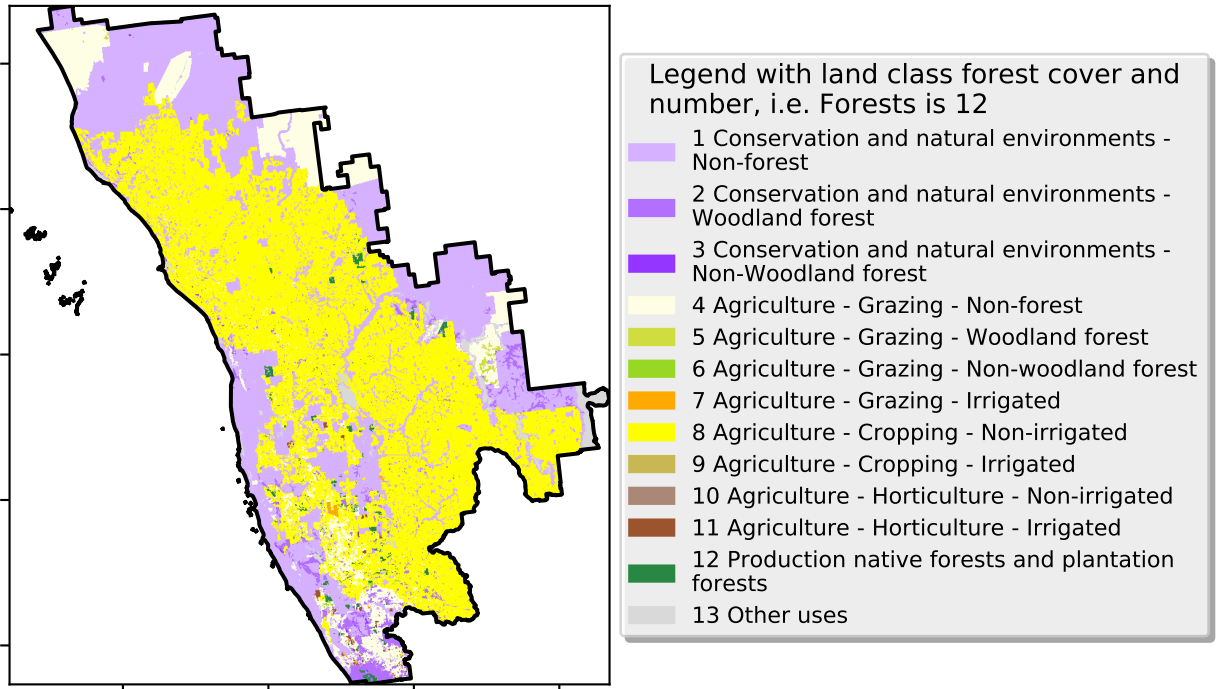 Legend with land class forest cover and
number, i.e. Forests is 12
1 Conservation and natural environments -
Non-forest
2 Conservation and natural environments -
Woodland forest
3 Conservation and natural environments -
Non-Woodland forest
4 Agriculture - Grazing - Non-forest
5 Agriculture - Grazing - Woodland forest
6 Agriculture - Grazing - Non-woodland forest
7 Agriculture - Grazing - Irrigated
8 Agriculture - Cropping - Non-irrigated
9 Agriculture - Cropping - Irrigated
10 Agriculture - Horticulture - Non-irrigated
11 Agriculture - Horticulture - Irrigated
12 Production native forests and plantation
forests
13 Other uses